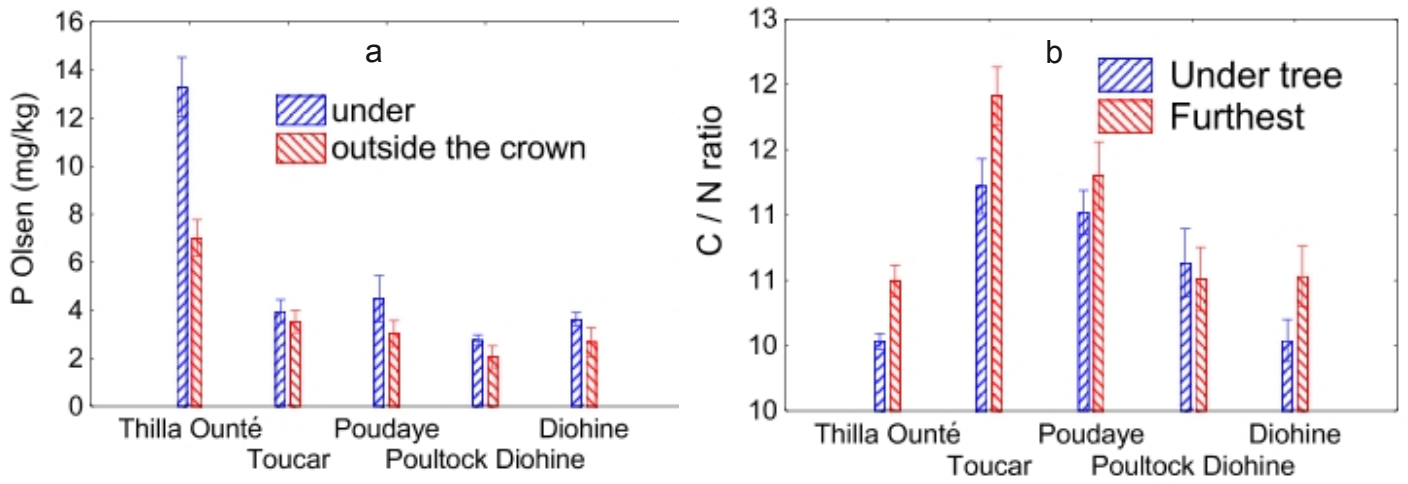 a
P Olsen (mg/kg)
16
14
12
10
8
6
4
2
0
under
outside the crown
Thilla Ounté
Poudaye
Diohine
Toucar
Poultock Diohine
b
C / N ratio
13
12
12
11
11
10
10
Under tree
Furthest
Thilla Ounté
Poudaye
Diohine
Toucar
Poultock Diohine